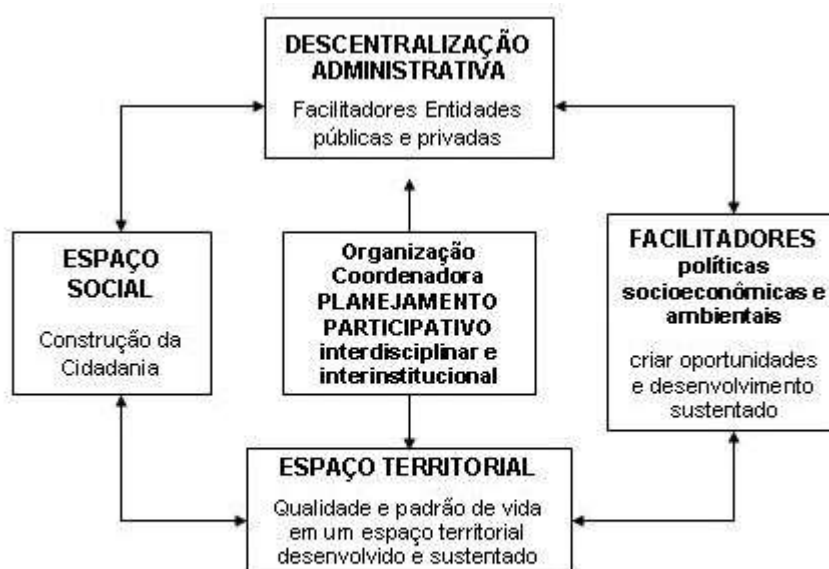 DESCENTRALIZAÇÃO
ADMINISTRATIVA
Facilitadores Entidades
públicas e privadas
ESPAÇO
SOCIAL
Construção da
Cidadania
Organização
Coordenadora
PLANEJAMENTO
PARTICIPATIVO
interdisciplinar e
interinstitucional
FACILITADORES
políticas
socioeconômicas e
ambientais
criar oportunidades
e desenvolvimento
sustentado
ESPAÇO TERRITORIAL
Qualidade e padrão de vida
em um espaço territorial
desenvolvido e sustentado